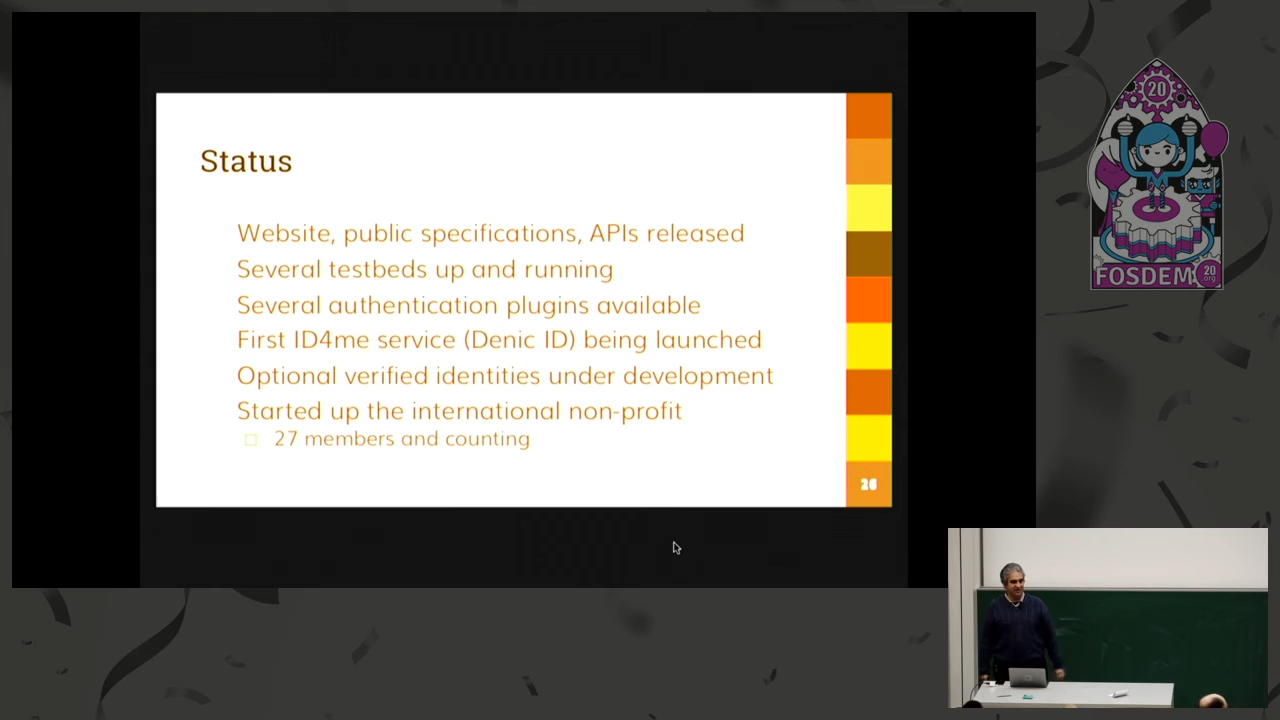 Status
Website, public specifications, APIs released
Several testbeds up and running
Several authentication plugins available
First ID4me service (Denic ID) being launched
Optional verified identities under development
Started up the international non-profit
27 members and counting
26
20
FOSDEM
20
.org